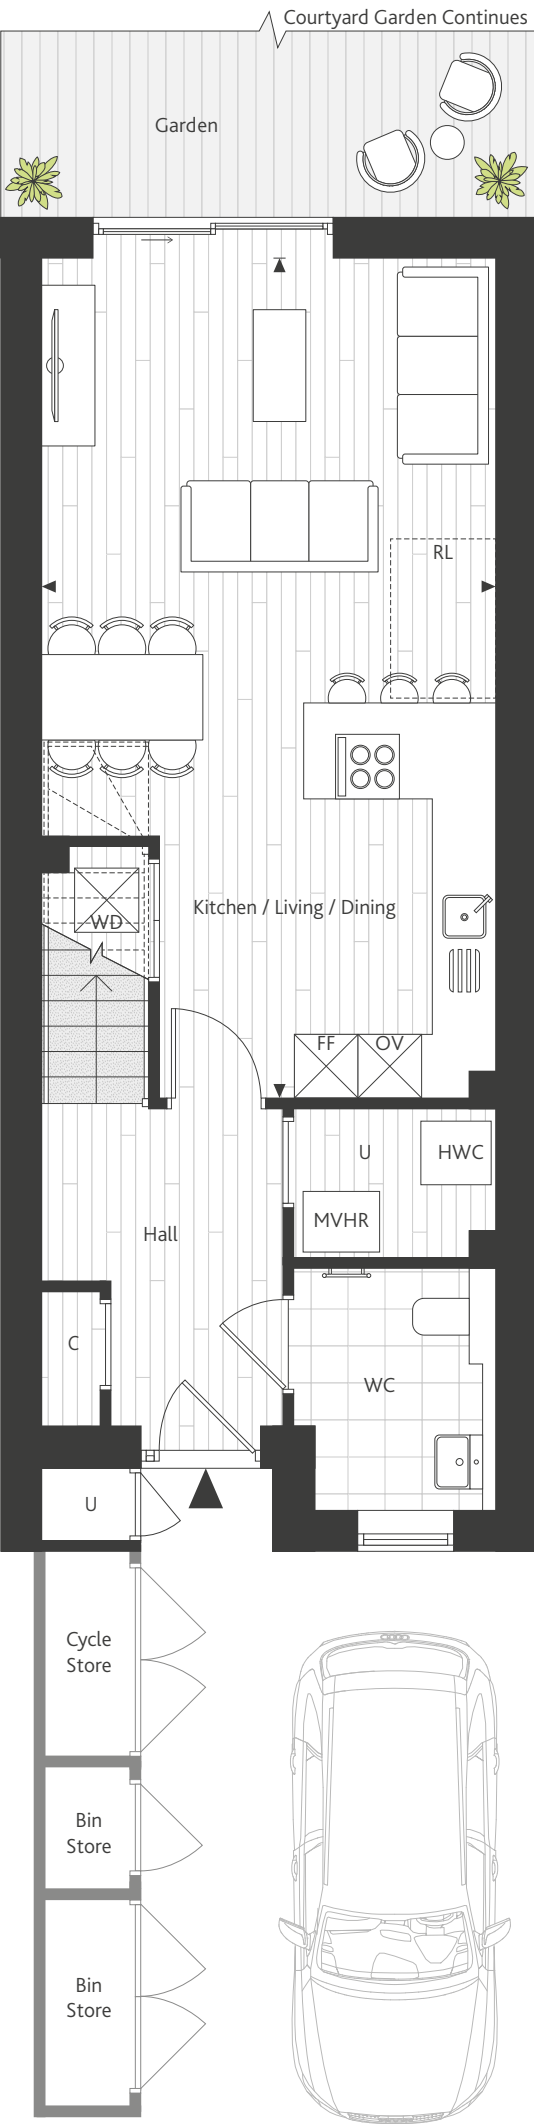 Courtyard Garden Continues
Garden
RL
Kitchen / Living / Dining
WD
FF
OV
U
HWC
MVHR
Hall
C
WC
U
Cycle
Store
Bin
Store
Bin
Store